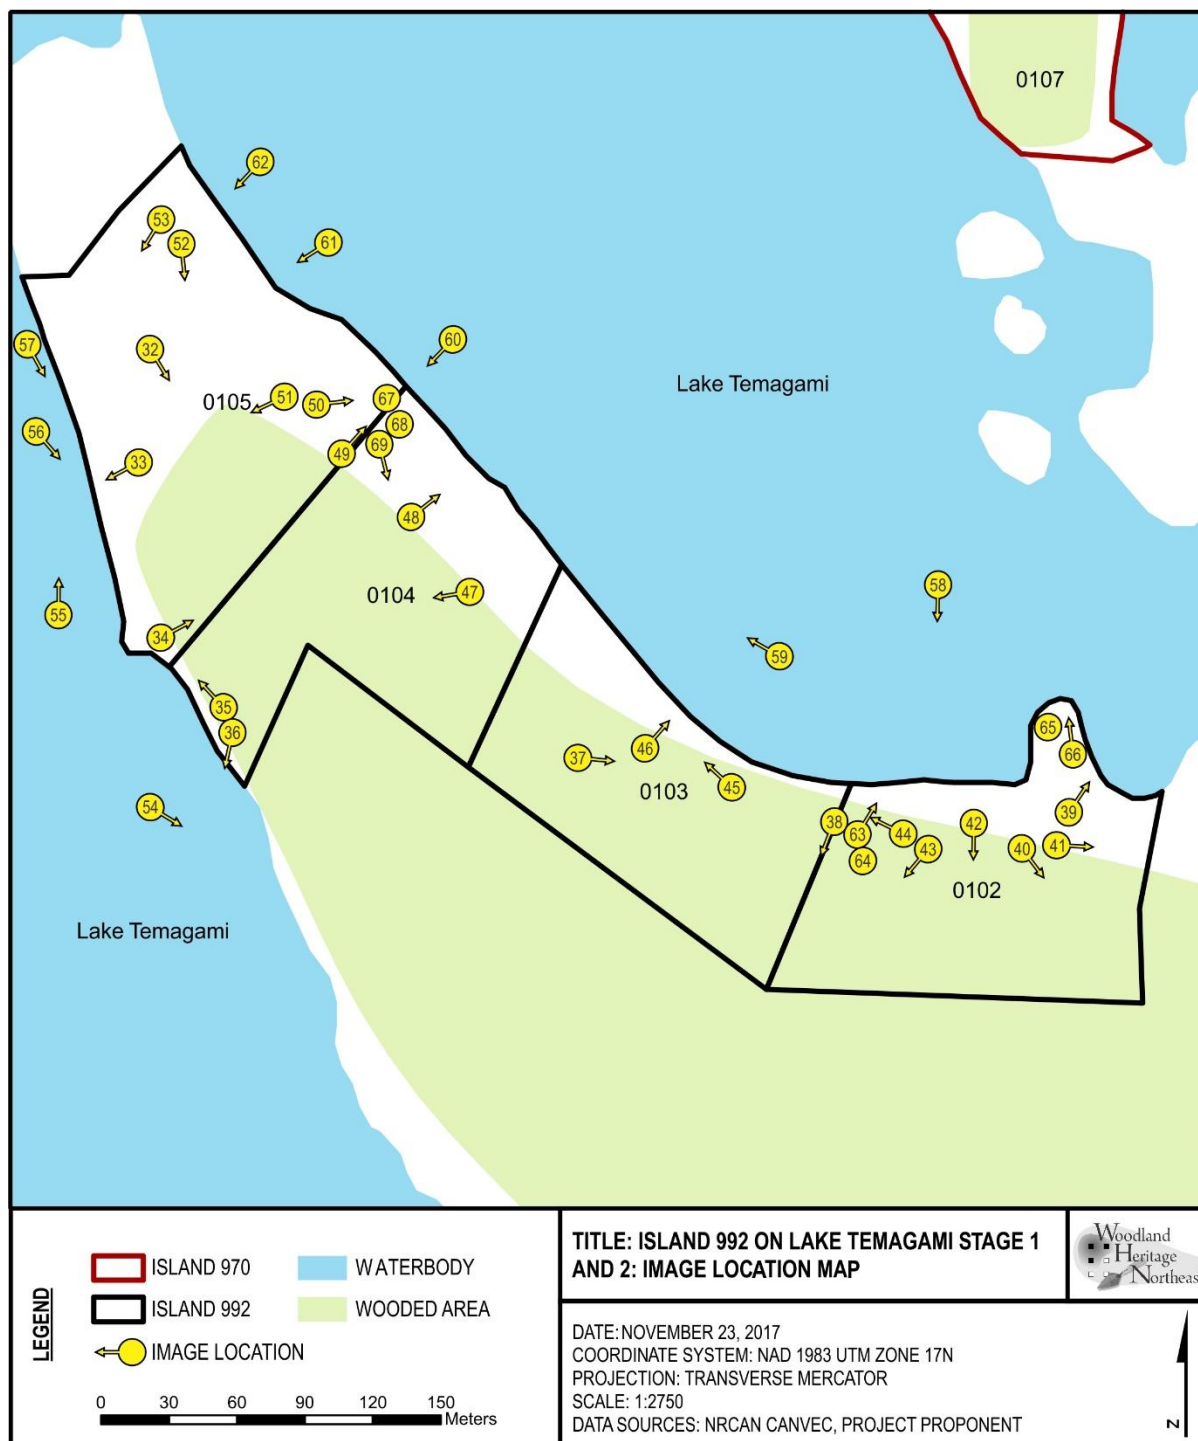 0107
62
53
61
52
57
32
60
Lake Temagami
0105
51
50
67
68
56
49
69
33
48
58
0104
47
55
34
59
35
36
65
66
46
37
0103
45
54
39
38
63
44
42
43
40
41
64
0102
Lake Temagami
LEGEND
ISLAND 970
WATERBODY
ISLAND 992
WOODED AREA
IMAGE LOCATION
0 30 60 90 120 150
Meters
TITLE: ISLAND 992 ON LAKE TEMAGAMI STAGE 1
AND 2: IMAGE LOCATION MAP
Woodland
Heritage
Northeast
DATE: NOVEMBER 23, 2017
COORDINATE SYSTEM: NAD 1983 UTM ZONE 17N
PROJECTION: TRANSVERSE MERCATOR
SCALE: 1:2750
DATA SOURCES: NRCAN CANVEC, PROJECT PROPONENT
N